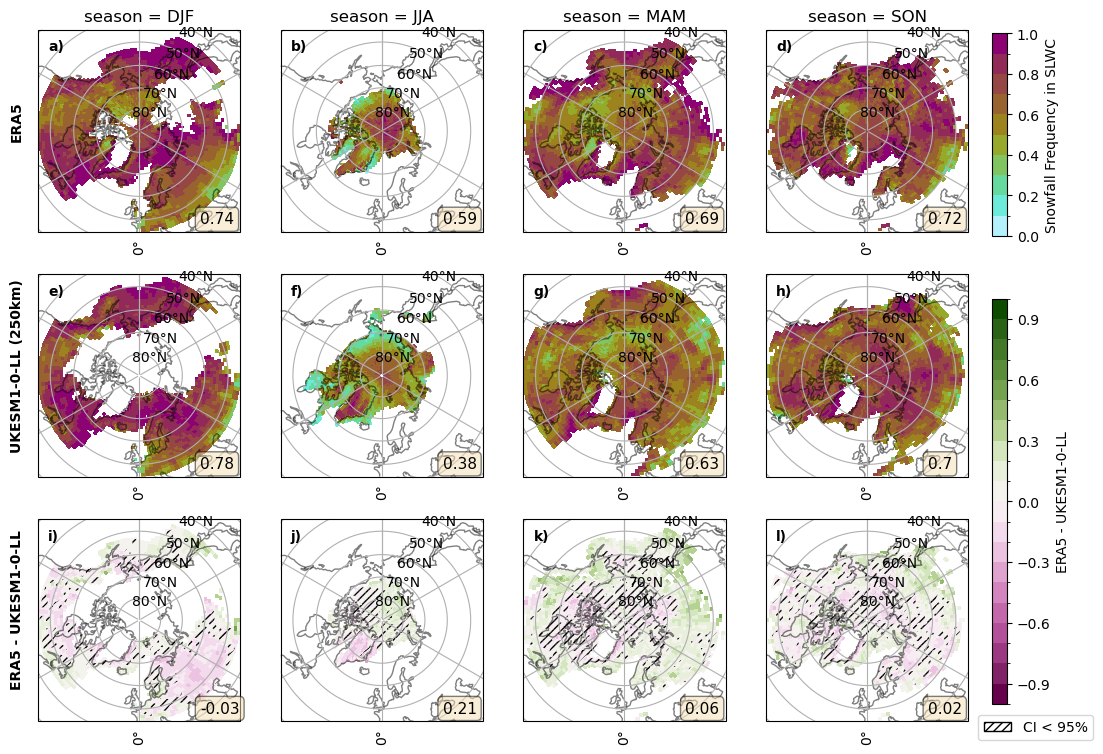 season = DJF
season = JJA
season = MAM
season = SON
ERA5
a)
40°N
50°N
60°N
70°N
80°N
0.74
0°
b)
40°N
50°N
60°N
70°N
80°N
0.59
0°
c)
40°N
50°N
60°N
70°N
80°N
0.69
0°
d)
40°N
50°N
60°N
70°N
80°N
0.72
0°
1.0
0.8
0.6
0.4
0.2
0.0
Snowfall Frequency in SLWC
UKESM1-0-LL (250km)
e)
40°N
50°N
60°N
70°N
80°N
0.78
0°
f)
40°N
50°N
60°N
70°N
80°N
0.38
0°
g)
40°N
50°N
60°N
70°N
80°N
0.63
0°
h)
40°N
50°N
60°N
70°N
80°N
0.7
0°
ERA5 - UKESM1-0-LL
i)
40°N
50°N
60°N
70°N
80°N
-0.03
0°
j)
40°N
50°N
60°N
70°N
80°N
0.21
0°
k)
40°N
50°N
60°N
70°N
80°N
0.06
0°
l)
40°N
50°N
60°N
70°N
80°N
0.02
0°
0.9
0.6
0.3
0.0
−0.3
−0.6
−0.9
ERA5 - UKESM1-0-LL
CI < 95%